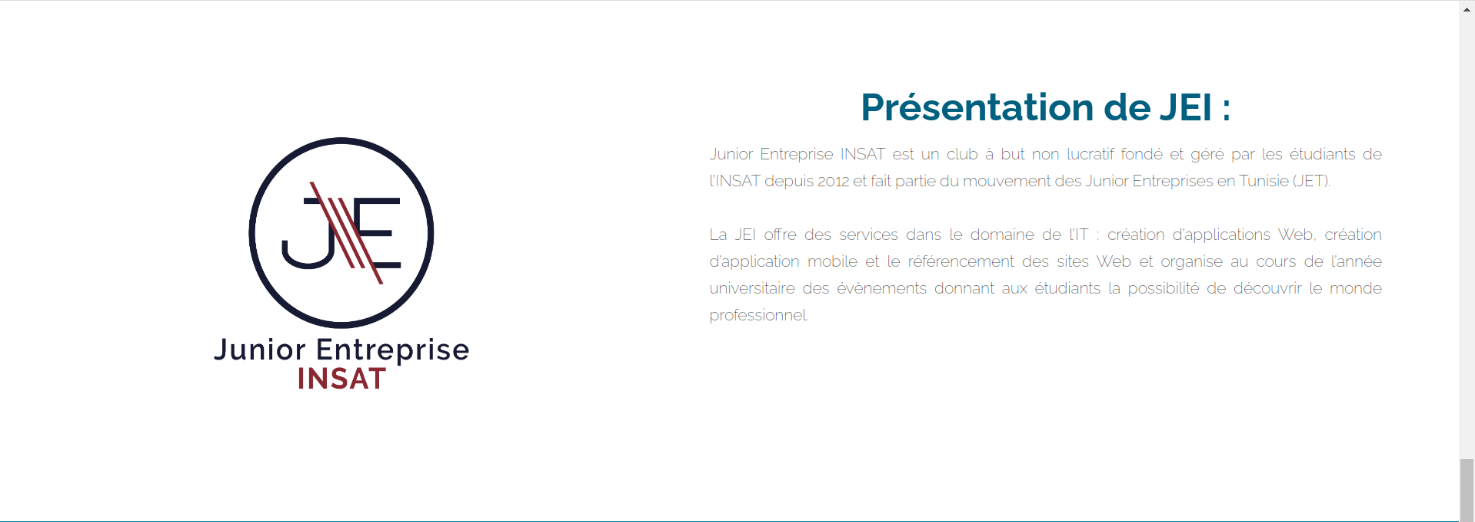 JE
Junior Entreprise
INSAT
Présentation de JEI :
Junior Entreprise INSAT est un club à but non lucratif fondé et géré par les étudiants de
l'INSAT depuis 2012 et fait partie du mouvement des Junior Entreprises en Tunisie (JET).
La JEI offre des services dans le domaine de l'IT : création d'applications Web, création
d'application mobile et le référencement des sites Web et organise au cours de l'année
universitaire des évènements donnant aux étudiants la possibilité de découvrir le monde
professionnel.